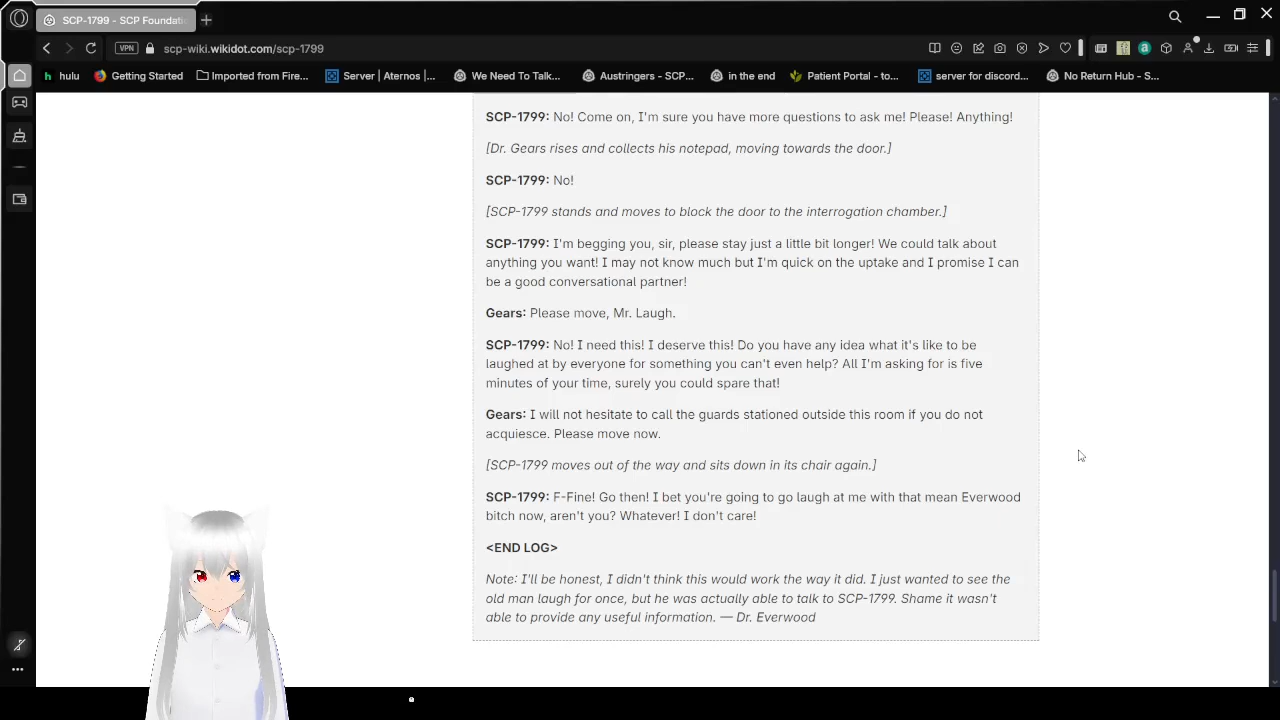 SCP-1799 - SCP Foundati
scp-wiki.wikidot.com/scp-1799
VPN
h hulu
Getting Started
Imported from Fire...
Server | Aternos |...
We Need To Talk...
Austringers - SCP...
in the end
Patient Portal - to...
server for discord...
No Return Hub - S...
SCP-1799: No! Come on, I'm sure you have more questions to ask me! Please! Anything!
[Dr. Gears rises and collects his notepad, moving towards the door.]
SCP-1799: No!
[SCP-1799 stands and moves to block the door to the interrogation chamber.]
SCP-1799: I'm begging you, sir, please stay just a little bit longer! We could talk about
anything you want! I may not know much but I'm quick on the uptake and I promise I can
be a good conversational partner!
Gears: Please move, Mr. Laugh.
SCP-1799: No! I need this! I deserve this! Do you have any idea what it's like to be
laughed at by everyone for something you can't even help? All I'm asking for is five
minutes of your time, surely you could spare that!
Gears: I will not hesitate to call the guards stationed outside this room if you do not
acquiesce. Please move now.
[SCP-1799 moves out of the way and sits down in its chair again.]
SCP-1799: F-Fine! Go then! I bet you're going to go laugh at me with that mean Everwood
bitch now, aren't you? Whatever! I don't care!
<END LOG>
Note: I'll be honest, I didn't think this would work the way it did. I just wanted to see the
old man laugh for once, but he was actually able to talk to SCP-1799. Shame it wasn't
able to provide any useful information. — Dr. Everwood